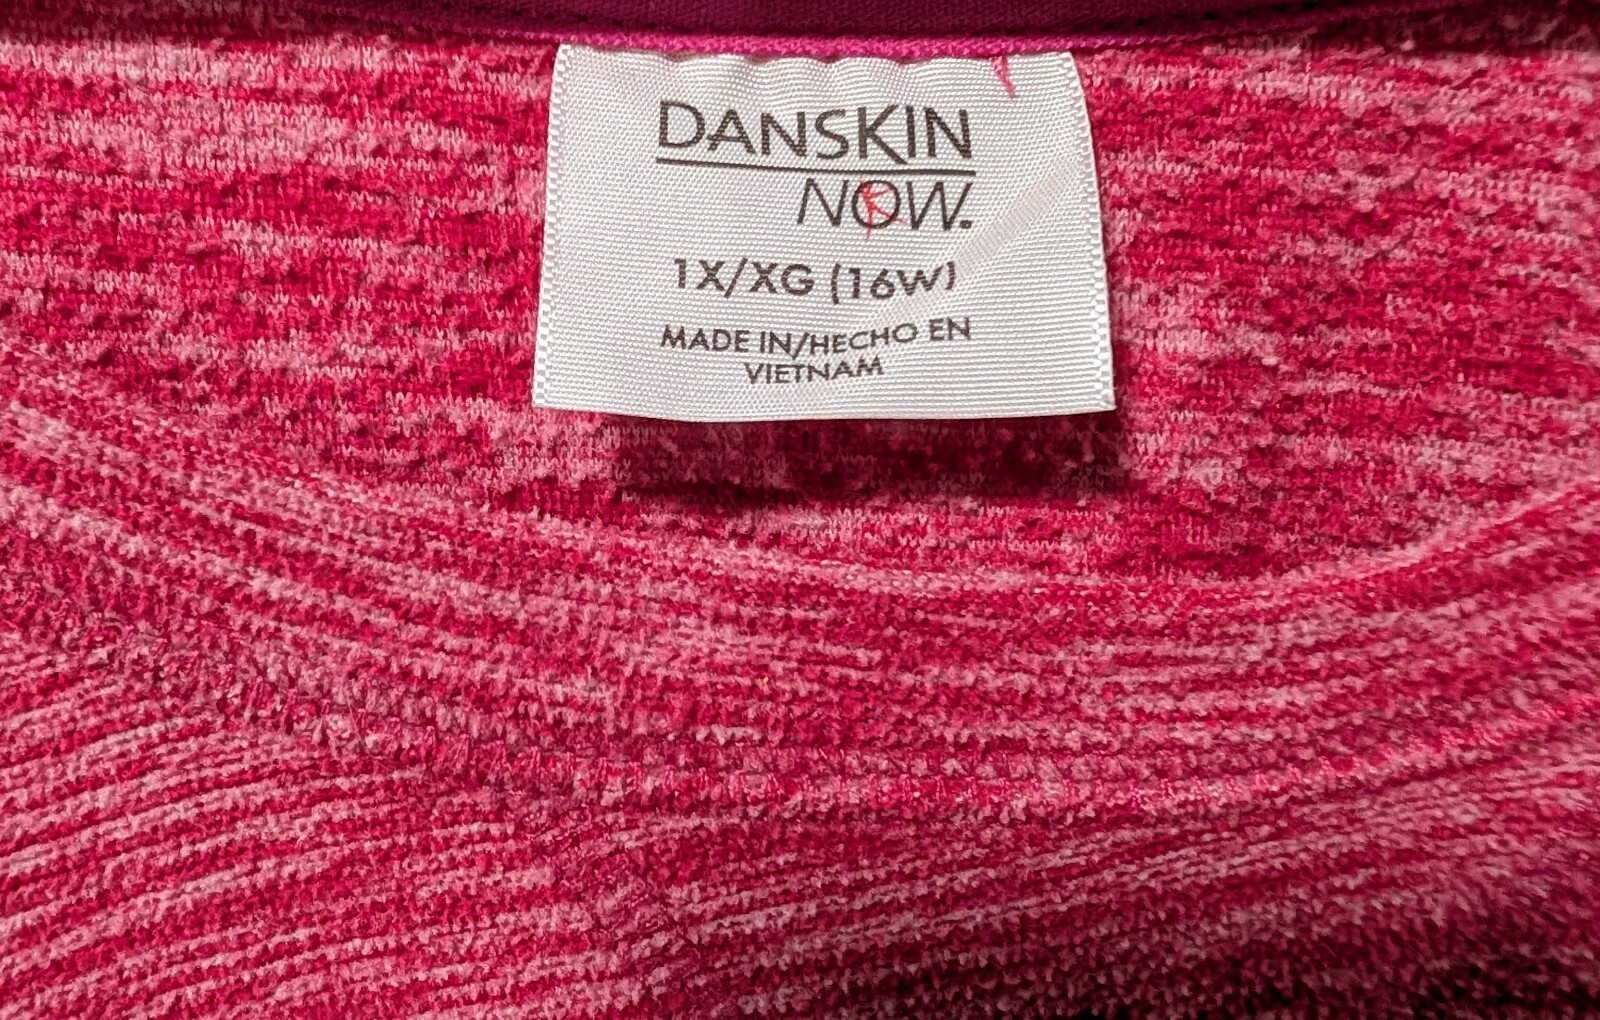 DANSKIN
NOW.
1X/XG (16W)
MADE IN/HECHO EN
VIETNAM